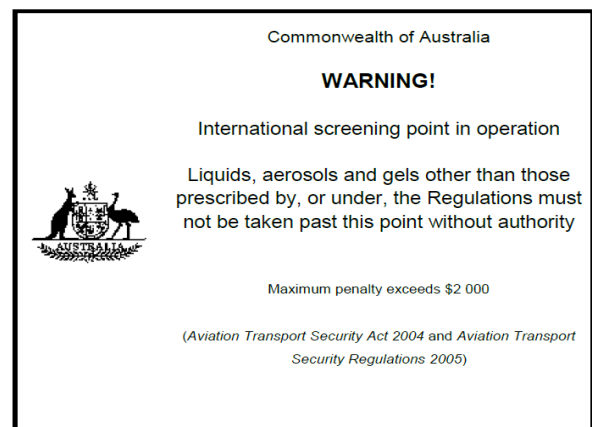 Commonwealth of Australia
WARNING!
International screening point in operation
Liquids, aerosols and gels other than those
prescribed by, or under, the Regulations must
not be taken past this point without authority
AUSTRALIA
Maximum penalty exceeds $2 000
(Aviation Transport Security Act 2004 and Aviation Transport
Security Regulations 2005)